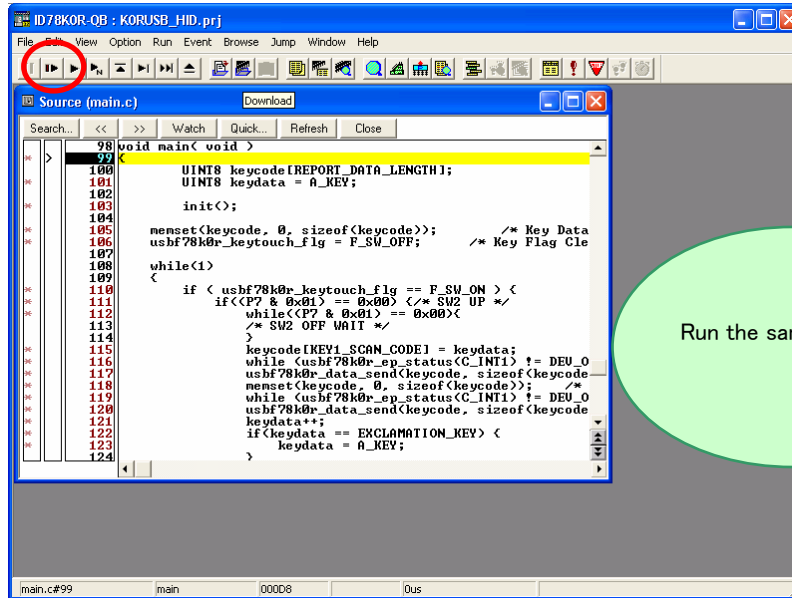 ID78K0R-QB : K0RUSB_HID.prj
File Edit View Option Run Event Browse Jump Window Help
Source (main.c)
Download
Search... << >> Watch Quick... Refresh Close
98 void main( void )
* > 99 {
100 UINT8 keycode[REPORT_DATA_LENGTH];
* 101 UINT8 keydata = A_KEY;
102
* 103 init();
104
* 105 memset(keycode, 0, sizeof(keycode)); /* Key Data
* 106 usbf78k0r_keytouch_flg = F_SW_OFF; /* Key Flag Cle
107
108 while(1)
109 {
* 110 if ( usbf78k0r_keytouch_flg == F_SW_ON ) {
* 111 if((P7 & 0x01) == 0x00) {/* SW2 UP */
* 112 while((P7 & 0x01) == 0x00){
113 /* SW2 OFF WAIT */
114 }
* 115 keycode[KEY1_SCAN_CODE] = keydata;
* 116 while (usbf78k0r_ep_status(C_INT1) != DEV_O
* 117 usbf78k0r_data_send(keycode, sizeof(keycode
* 118 memset(keycode, 0, sizeof(keycode)); /*
* 119 while (usbf78k0r_ep_status(C_INT1) != DEV_O
* 120 usbf78k0r_data_send(keycode, sizeof(keycode
* 121 keydata++;
* 122 if(keydata == EXCLAMATION_KEY) {
* 123 keydata = A_KEY;
124 }
Run the sar
main.c#99 main 000D8 0us